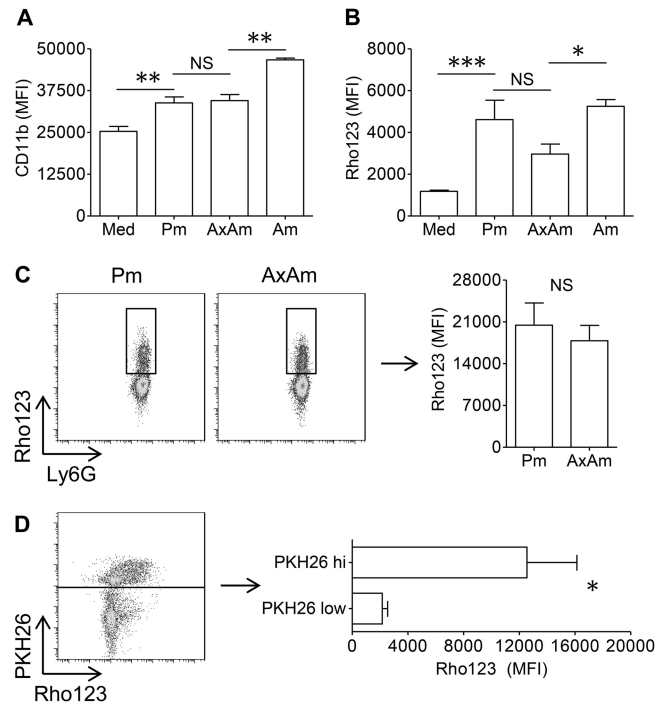 A
CD11b (MFI)
50000
37500
25000
12500
0
**
NS
**
Med
Pm
AxAm
Am
B
Rho123 (MFI)
8000
6000
4000
2000
0
***
NS
*
Med
Pm
AxAm
Am
C
Pm
AxAm
Rho123
Ly6G
Rho123 (MFI)
28000
21000
14000
7000
0
NS
Pm
AxAm
D
PKH26
Rho123
PKH26 hi
PKH26 low
*
0
4000
8000
12000
16000
20000
Rho123 (MFI)